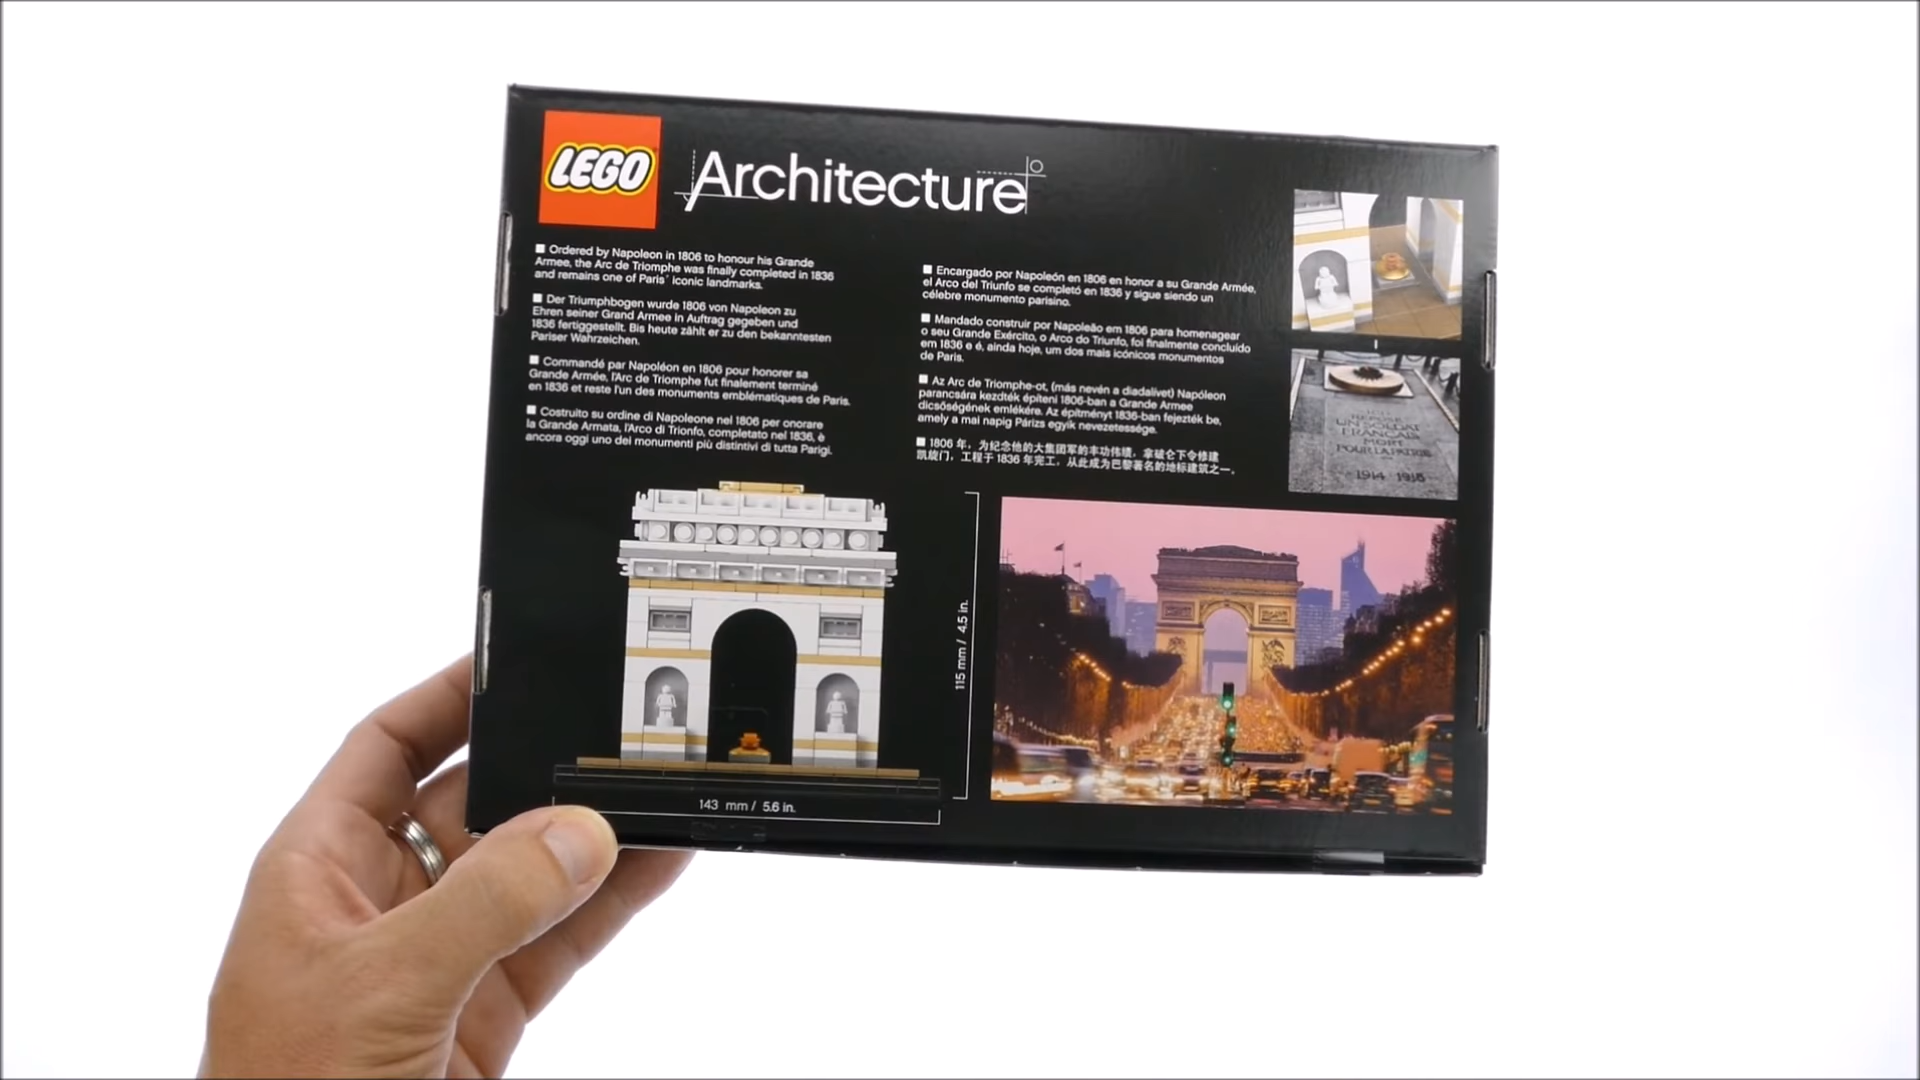 LEGO
Architecture
Ordered by Napoleon in 1806 to honour his Grande
Armee, the Arc de Triomphe was finally completed in 1836
and remains one of Paris' iconic landmarks.
Der Triumphbogen wurde 1806 von Napoleon zu
Ehren seiner Grand Armee in Auftrag gegeben und
1836 fertiggestellt. Bis heute zählt er zu den bekanntesten
Pariser Wahrzeichen.
Commandé par Napoléon en 1806 pour honorer sa
Grande Armée, l'Arc de Triomphe fut finalement terminé
en 1836 et reste l'un des monuments emblématiques de Paris.
Costruito su ordine di Napoleone nel 1806 per onorare
la Grande Armata, l'Arco di Trionfo, completato nel 1836, è
ancora oggi uno dei monumenti più distintivi di tutta Parigi.
Encargado por Napoleón en 1806 en honor a su Grande Armée,
el Arco del Triunfo se completó en 1836 y sigue siendo un
célebre monumento parisino.
Mandado construir por Napoleão em 1806 para homenagear
o seu Grande Exército, o Arco do Triunfo, foi finalmente concluído
em 1836 e é, ainda hoje, um dos mais icónicos monumentos
de Paris.
Az Arc de Triomphe-ot, (más nevén a diadalívet) Napóleon
parancsára kezdték építeni 1806-ban a Grande Armee
dicsőségének emlékére. Az építményt 1836-ban fejezték be,
amely a mai napig Párizs egyik nevezetessége.
1806 年，为纪念他的大集团军的丰功伟绩，拿破仑下令修建
凯旋门，工程于 1836 年完工，从此成为巴黎著名的地标建筑之一。
ICI
REPOSE
UN SOLDAT
FRANCAIS
MORT
POUR LA PATRIE
1914 1918
115 mm / 4.5 in.
143 mm / 5.6 in.